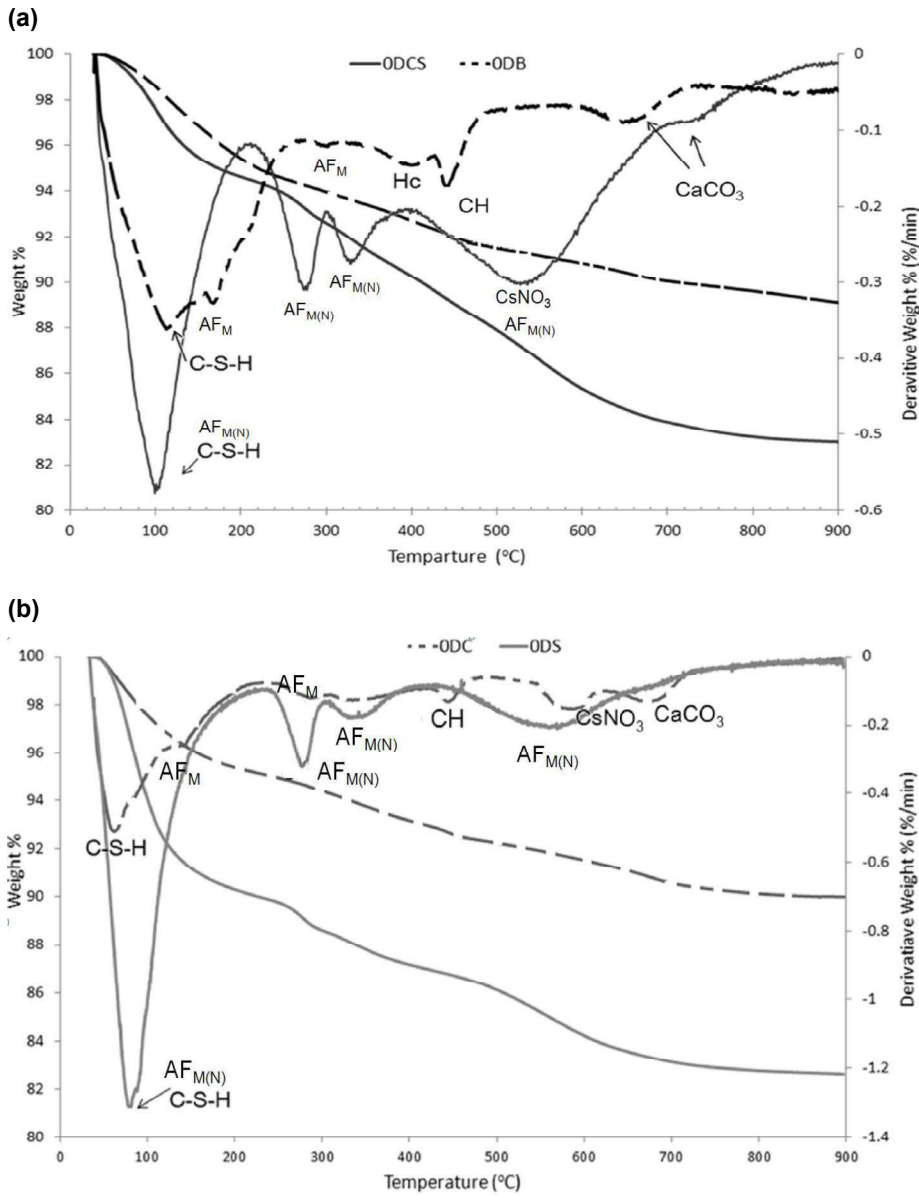 (a)
ODCS ODB
Weight %
100
98
96
94
92
90
88
86
84
82
80
0
-0.1
-0.2
-0.3
-0.4
-0.5
-0.6
Deravitive Weight % (%/min)
AFM
Hc
CH
CaCO3
AFM
C-S-H
AFM(N)
AFM(N)
CsNO3
AFM(N)
AFM(N)
C-S-H
0 100 200 300 400 500 600 700 800 900
Temparture (°C)
(b)
ODC ODS
Weight %
100
98
96
94
92
90
88
86
84
82
80
0
-0.2
-0.4
-0.6
-0.8
-1
-1.2
-1.4
Derivatiave Weight % (%/min)
AFM
CH
CsNO3
CaCO3
AFM(N)
AFM(N)
AFM
AFM(N)
C-S-H
AFM(N)
C-S-H
0 100 200 300 400 500 600 700 800 900
Temperature (°C)